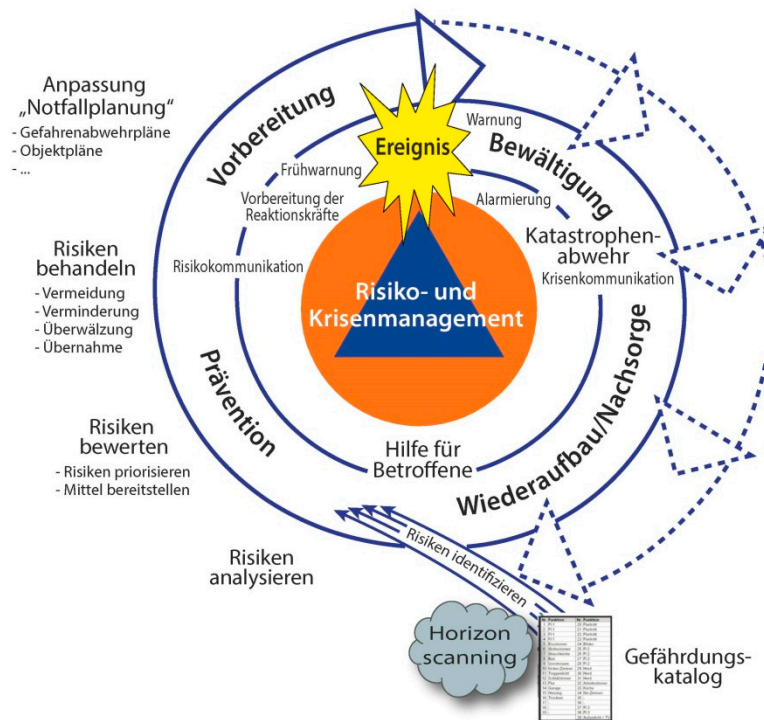 Anpassung
„Notfallplanung“
- Gefahrenabwehrpläne
- Objektpläne
- ...
Risiken
behandeln
- Vermeidung
- Verminderung
- Überwälzung
- Übernahme
Risiken
bewerten
- Risiken priorisieren
- Mittel bereitstellen
Risiken
analysieren
Vorbereitung
Prävention
Frühwarnung
Vorbereitung der
Reaktionskräfte
Risikokommunikation
Ereignis
Risiko- und
Krisenmanagement
Warnung
Bewältigung
Alarmierung
Katastrophen-
abwehr
Krisenkommunikation
Wiederaufbau/Nachsorge
Hilfe für
Betroffene
Risiken identifizieren
Horizon
scanning
Gefährdungs-
katalog